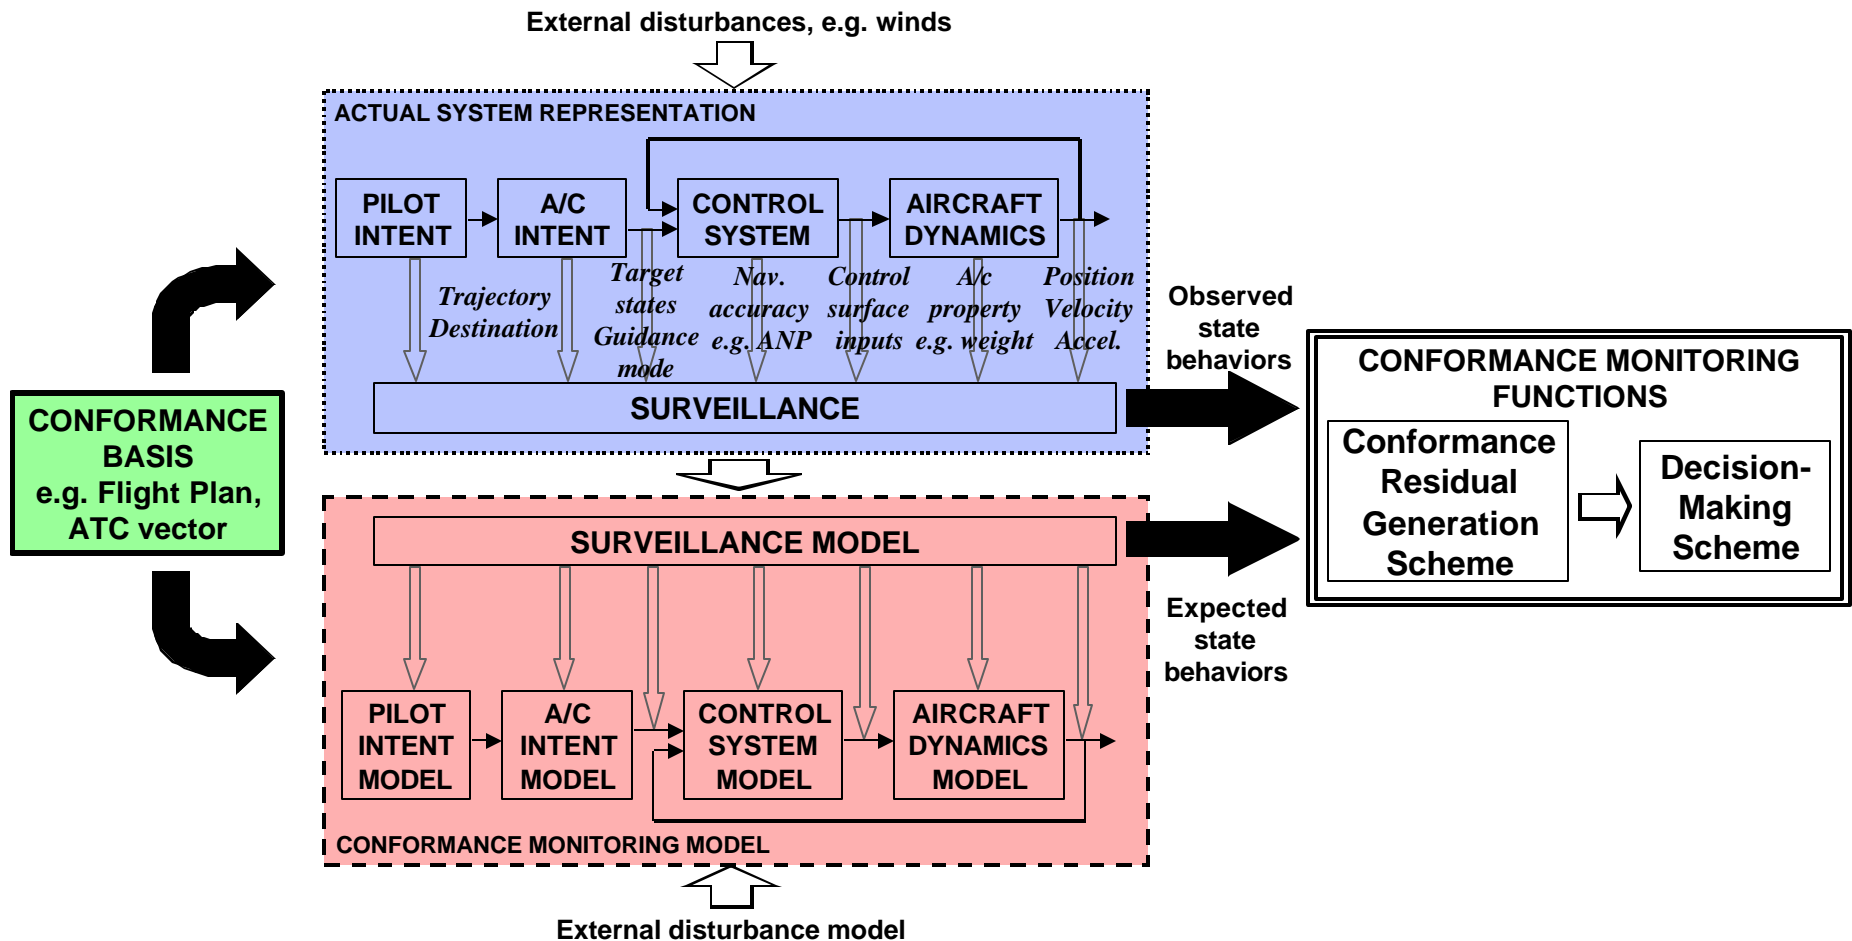 External disturbances, e.g. winds
ACTUAL SYSTEM REPRESENTATION
PILOT
INTENT
A/C
INTENT
CONTROL
SYSTEM
AIRCRAFT
DYNAMICS
Trajectory
Destination
Target
states
Guidance
mode
Nav.
accuracy
e.g. ANP
Control
surface
inputs
A/c
property
e.g. weight
Position
Velocity
Accel.
SURVEILLANCE
Observed
state
behaviors
CONFORMANCE
BASIS
e.g. Flight Plan,
ATC vector
CONFORMANCE MONITORING
FUNCTIONS
Conformance
Residual
Generation
Scheme
Decision-
Making
Scheme
SURVEILLANCE MODEL
Expected
state
behaviors
PILOT
INTENT
MODEL
A/C
INTENT
MODEL
CONTROL
SYSTEM
MODEL
AIRCRAFT
DYNAMICS
MODEL
CONFORMANCE MONITORING MODEL
External disturbance model